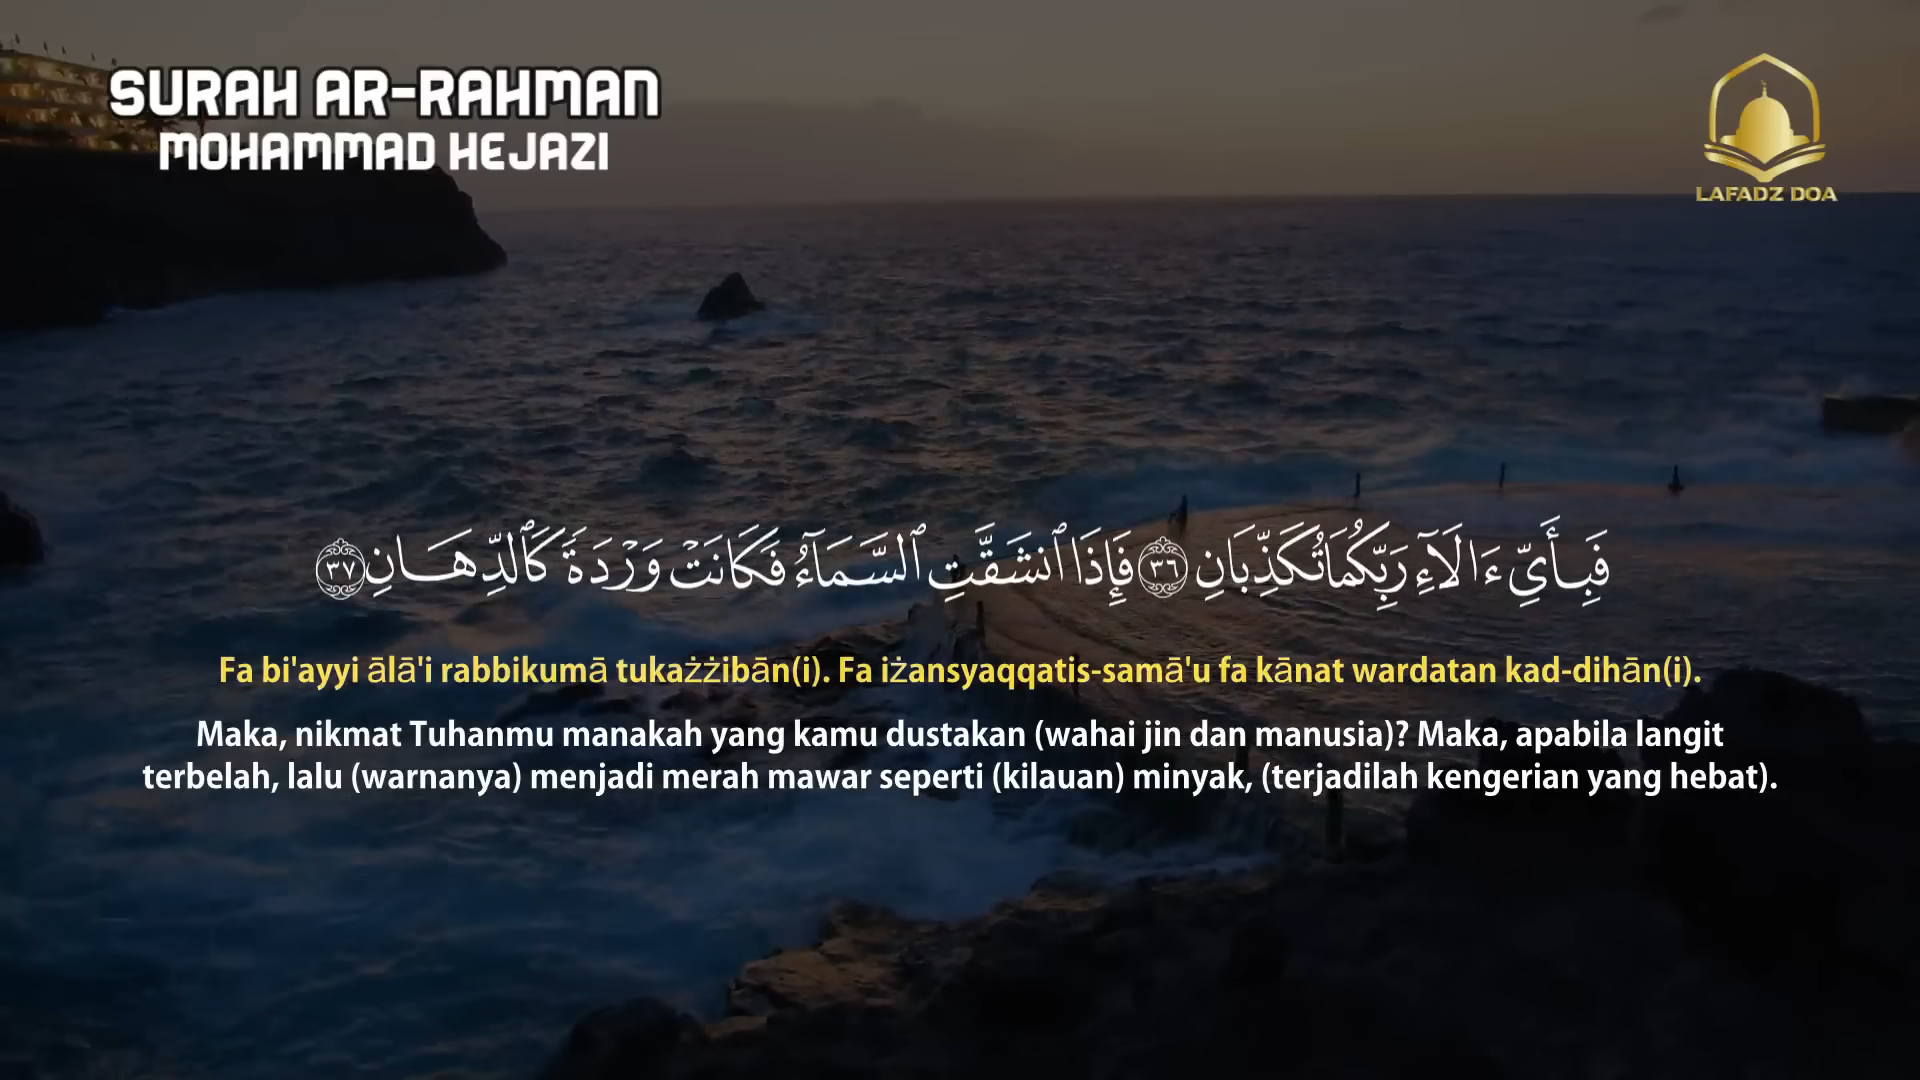 SURAH AR-RAHMAN
MOHAMMAD HEJAZI
LAFADZ DOA
فَبِأَيِّ ءَالَآءِ رَبِّكُمَا تُكَذِّبَانِ ٣٦ فَإِذَا ٱنشَقَّتِ ٱلسَّمَآءُ فَكَانَتْ وَرْدَةً كَٱلدِّهَانِ ٣٧
Fa bi'ayyi ālā'i rabbikumā tukażżibān(i). Fa iżansyaqqatis-samā'u fa kānat wardatan kad-dihān(i).
Maka, nikmat Tuhanmu manakah yang kamu dustakan (wahai jin dan manusia)? Maka, apabila langit
terbelah, lalu (warnanya) menjadi merah mawar seperti (kilauan) minyak, (terjadilah kengerian yang hebat).